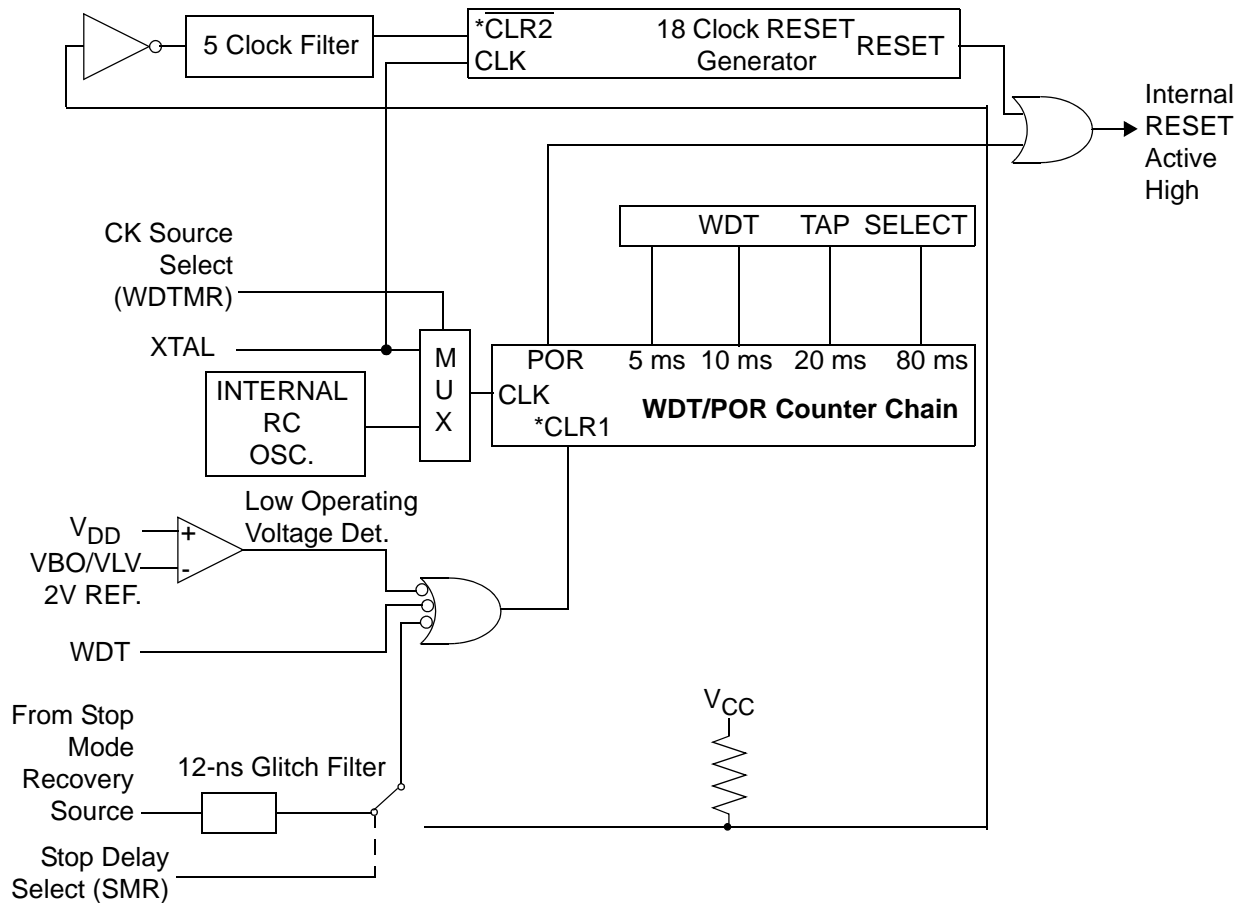 5 Clock Filter
*CLR2
CLK
18 Clock RESET
Generator
RESET
Internal
RESET
Active
High
WDT TAP SELECT
CK Source
Select
(WDTMR)
XTAL
M
U
X
INTERNAL
RC
OSC.
POR
5 ms
10 ms
20 ms
80 ms
CLK
WDT/POR Counter Chain
*CLR1
Low Operating
Voltage Det.
VDD
+
VBO/VLV
-
2V REF.
WDT
From Stop
Mode
Recovery
Source
12-ns Glitch Filter
VCC
Stop Delay
Select (SMR)